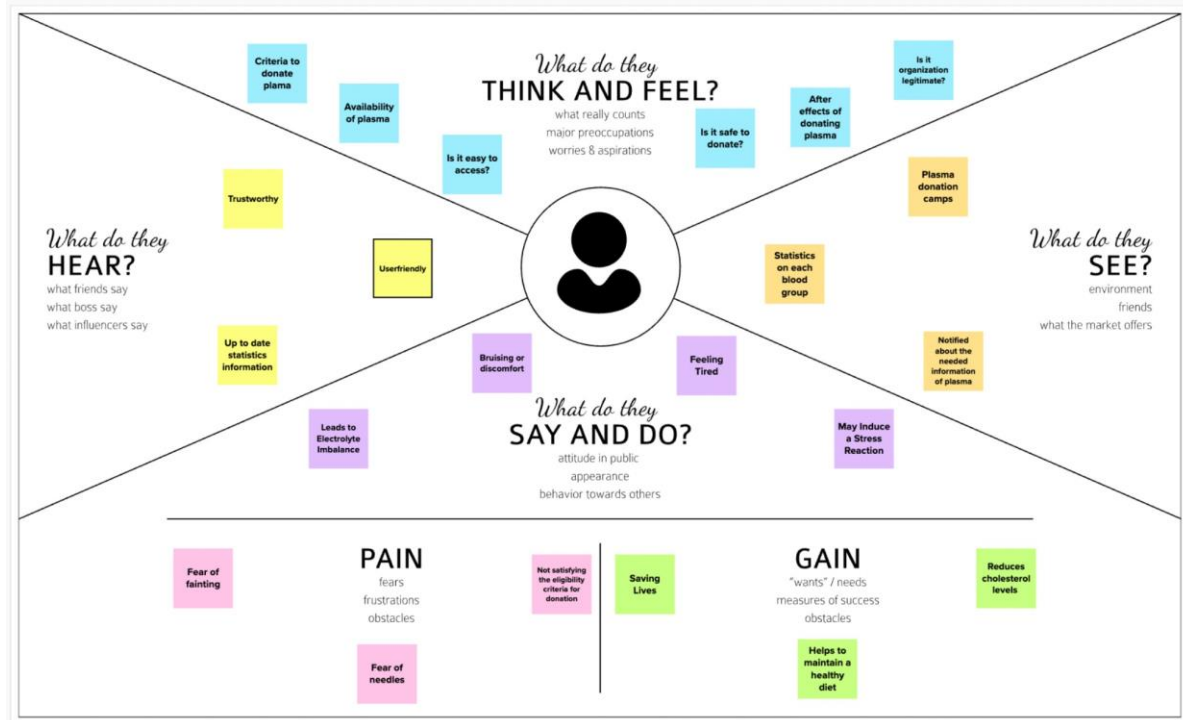 What do they
THINK AND FEEL?
what really counts
major preoccupations
worries & aspirations
Criteria to
donate
plama
Availability
of plasma
Is it easy to
access?
Is it safe to
donate?
After
effects of
donating
plasma
Is it
organization
legitimate?
What do they
HEAR?
what friends say
what boss say
what influencers say
Trustworthy
Userfriendly
Up to date
statistics
information
What do they
SEE?
environment
friends
what the market offers
Plasma
donation
camps
Statistics
on each
blood
group
Notified
about the
needed
information
of plasma
What do they
SAY AND DO?
attitude in public
appearance
behavior towards others
Bruising or
discomfort
Feeling
Tired
Leads to
Electrolyte
Imbalance
May Induce
a Stress
Reaction
PAIN
fears
frustrations
obstacles
Fear of
fainting
Not satisfying
the eligibility
criteria for
donation
Fear of
needles
GAIN
"wants" / needs
measures of success
obstacles
Saving
Lives
Reduces
cholesterol
levels
Helps to
maintain a
healthy
diet